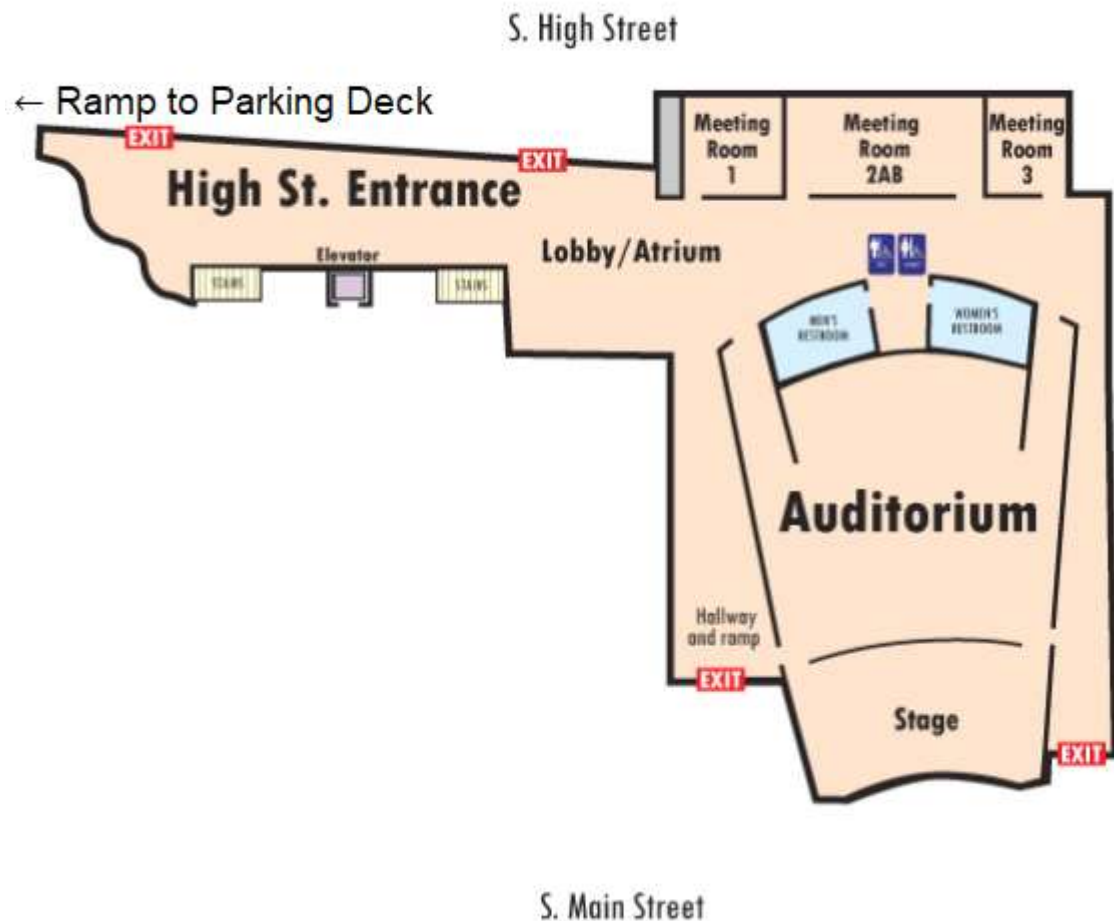 S. High Street
← Ramp to Parking Deck
EXIT
EXIT
Meeting
Room
1
Meeting
Room
2AB
Meeting
Room
3
High St. Entrance
Lobby/Atrium
Elevator
STAIRS
STAIRS
MEN'S
RESTROOM
WOMEN'S
RESTROOM
Auditorium
Hallway
and ramp
EXIT
Stage
EXIT
S. Main Street